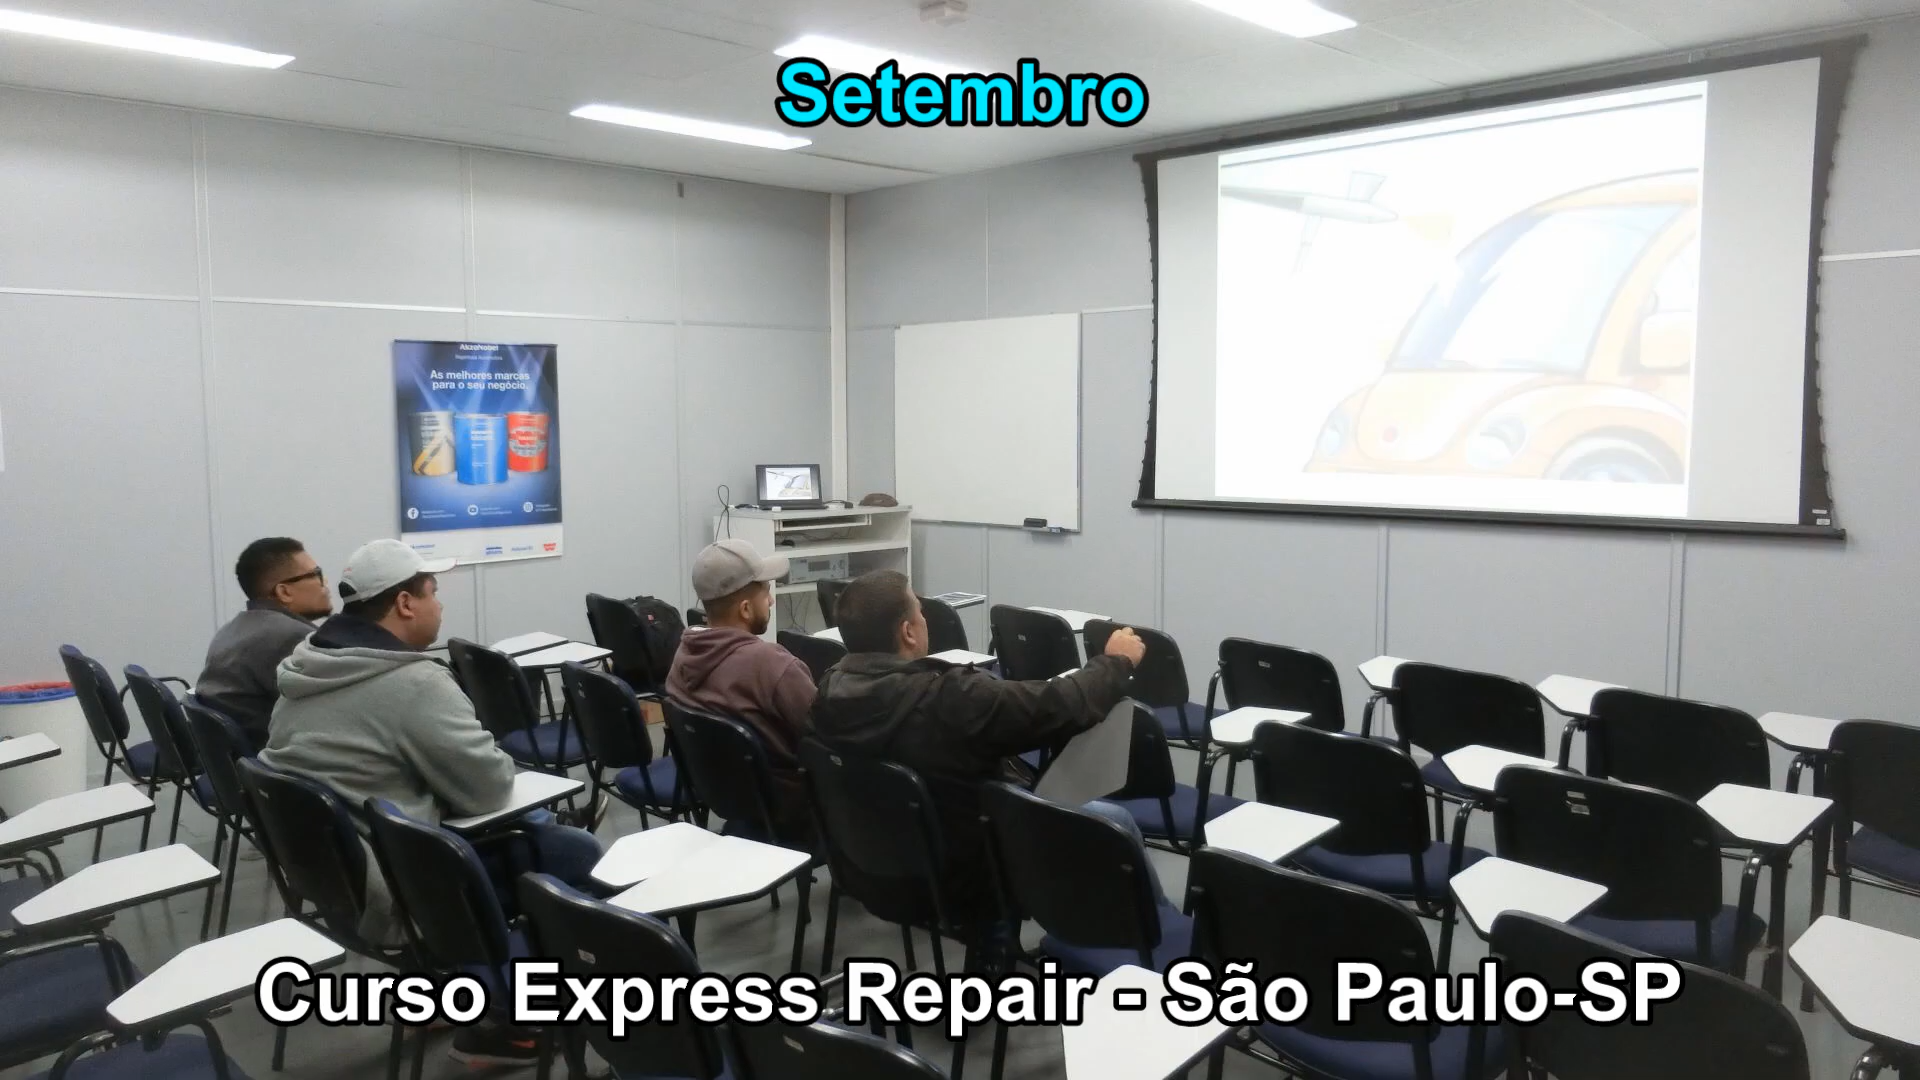 Setembro
AkzoNobel
As melhores marcas
para o seu negócio.
Curso Express Repair - São Paulo-SP